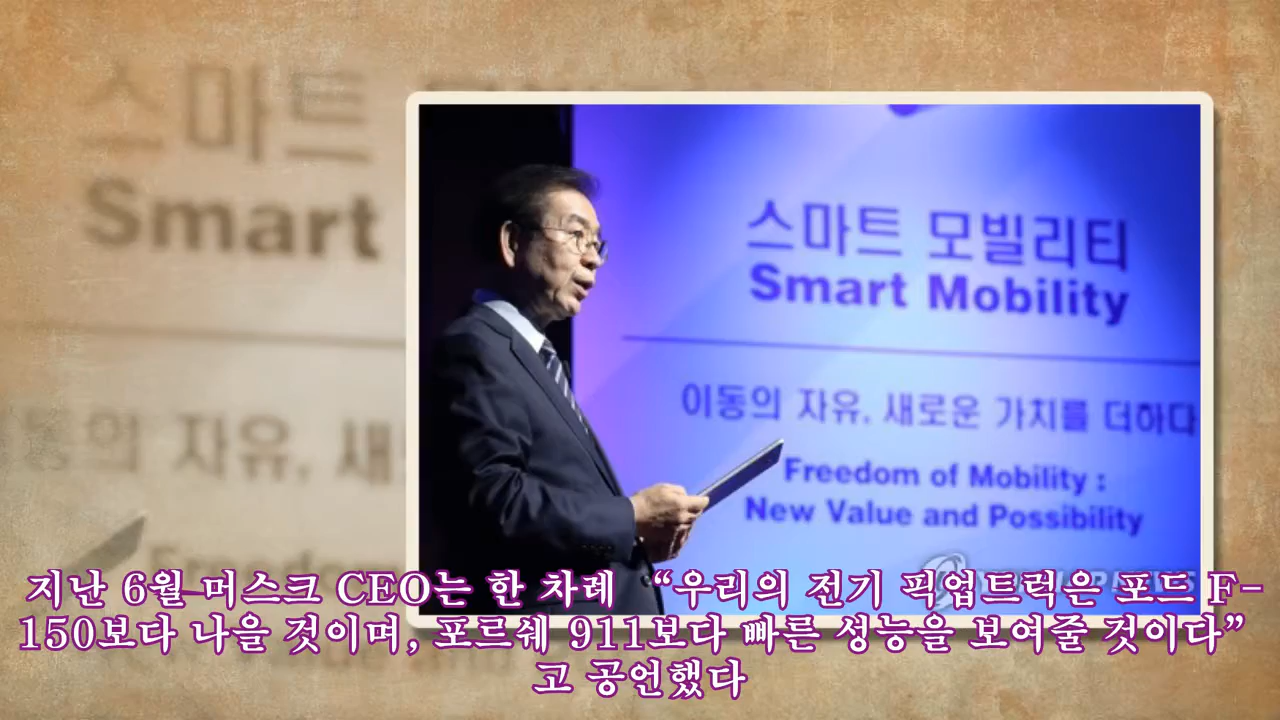 스마트
Smart
스마트 모빌리티
Smart Mobility
이동의 자유, 새로운 가치를 더하다
Freedom of Mobility :
New Value and Possibility
이동의 자유, 새
Freedom
지난 6월 머스크 CEO는 한 차례 “우리의 전기 픽업트럭은 포드 F-
150보다 나을 것이며, 포르쉐 911보다 빠른 성능을 보여줄 것이다”
고 공언했다